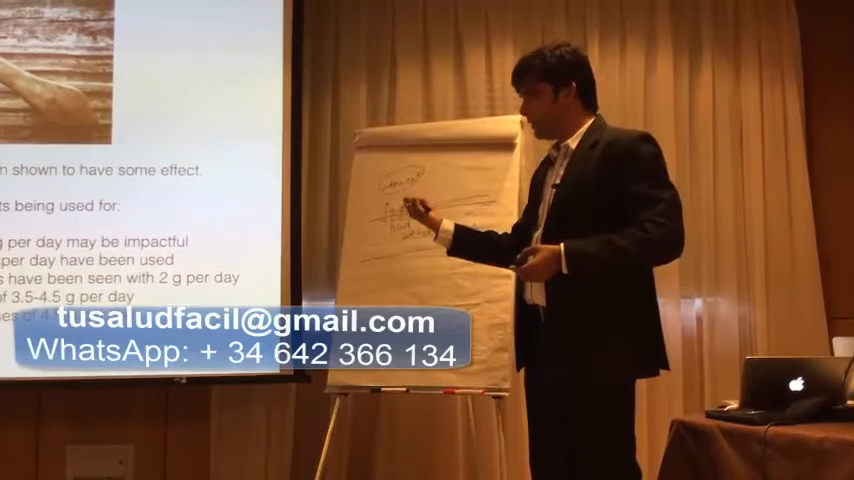 n shown to have some effect.
ts being used for:
g per day may be impactful
per day have been used
s have been seen with 2 g per day
of 3.5-4.5 g per day
tusaludfacil@gmail.com
WhatsApp: + 34 642 366 134